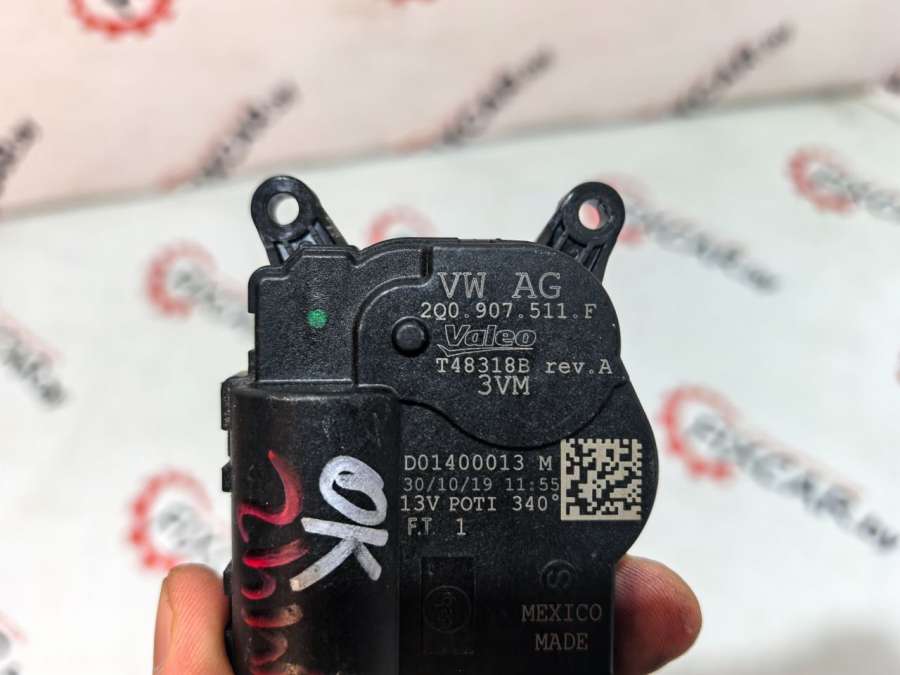 VW AG
2Q0.907.511.F
Valeo
T48318B rev.A
3VM
D01400013 M
30/10/19 11:55
13V POTI 340°
F.T. 1
OK
S
MEXICO
MADE